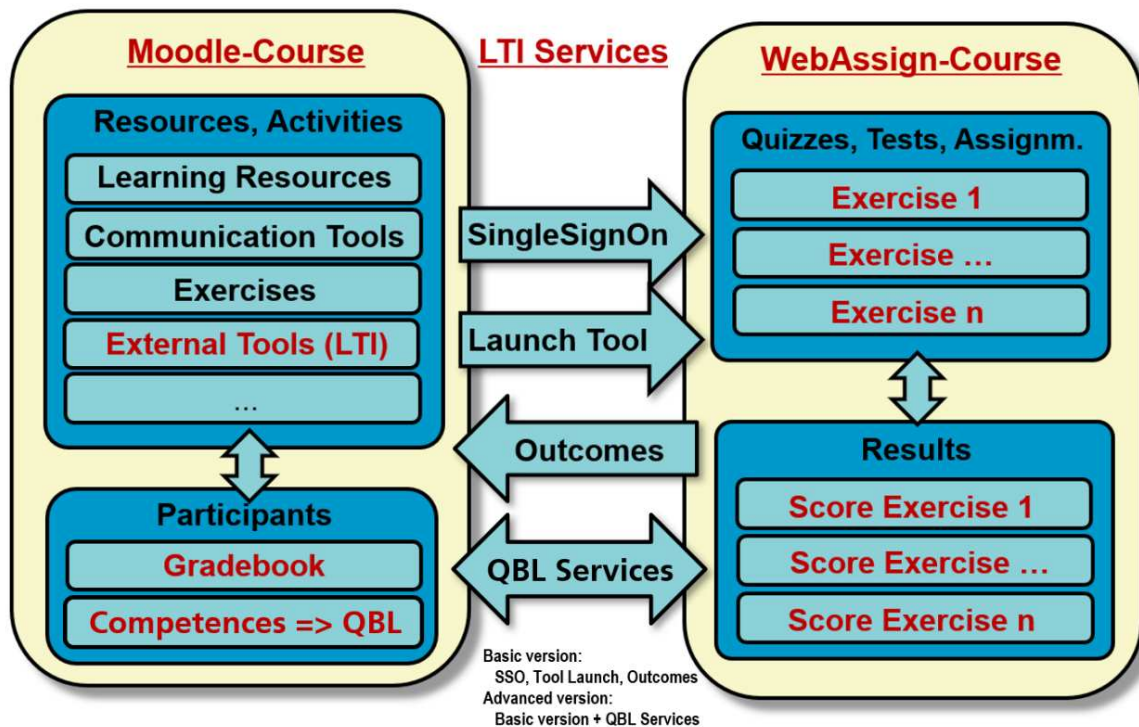 Moodle-Course
Resources, Activities
Learning Resources
Communication Tools
Exercises
External Tools (LTI)
...
Participants
Gradebook
Competences => QBL
LTI Services
SingleSignOn
Launch Tool
Outcomes
QBL Services
Basic version:
SSO, Tool Launch, Outcomes
Advanced version:
Basic version + QBL Services
WebAssign-Course
Quizzes, Tests, Assignm.
Exercise 1
Exercise ...
Exercise n
Results
Score Exercise 1
Score Exercise ...
Score Exercise n